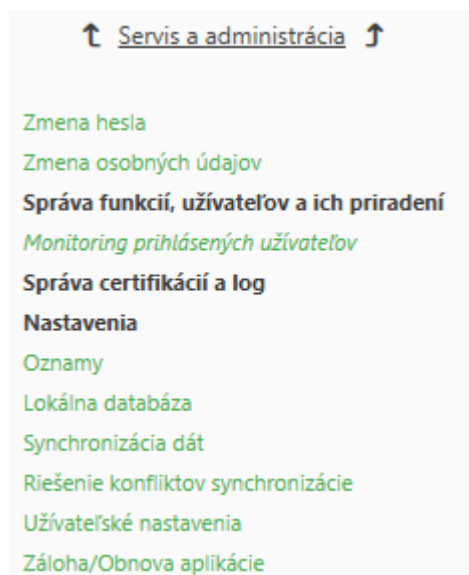 Servis a administrácia
Zmena hesla
Zmena osobných údajov
Správa funkcií, užívateľov a ich priradení
Monitoring prihlásených užívateľov
Správa certifikácií a log
Nastavenia
Oznamy
Lokálna databáza
Synchronizácia dát
Riešenie konfliktov synchronizácie
Užívateľské nastavenia
Záloha/Obnova aplikácie